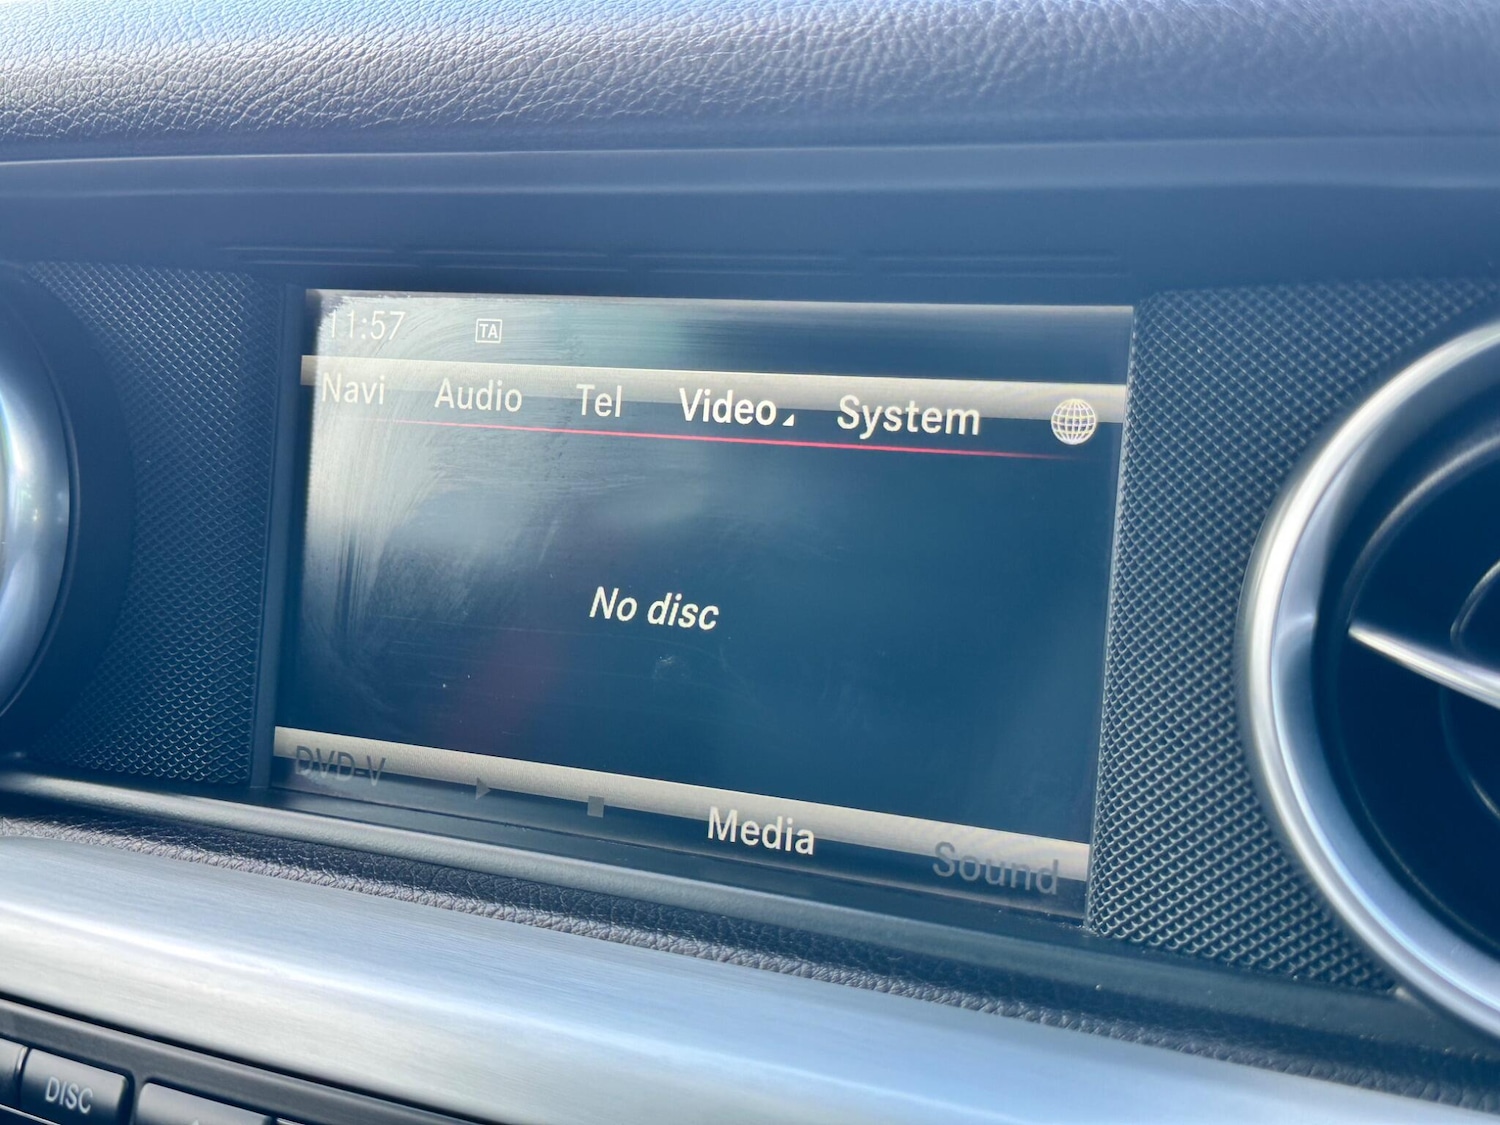 11:57 TA
Navi Audio Tel Video System
No disc
DVD-V Media Sound
DISC